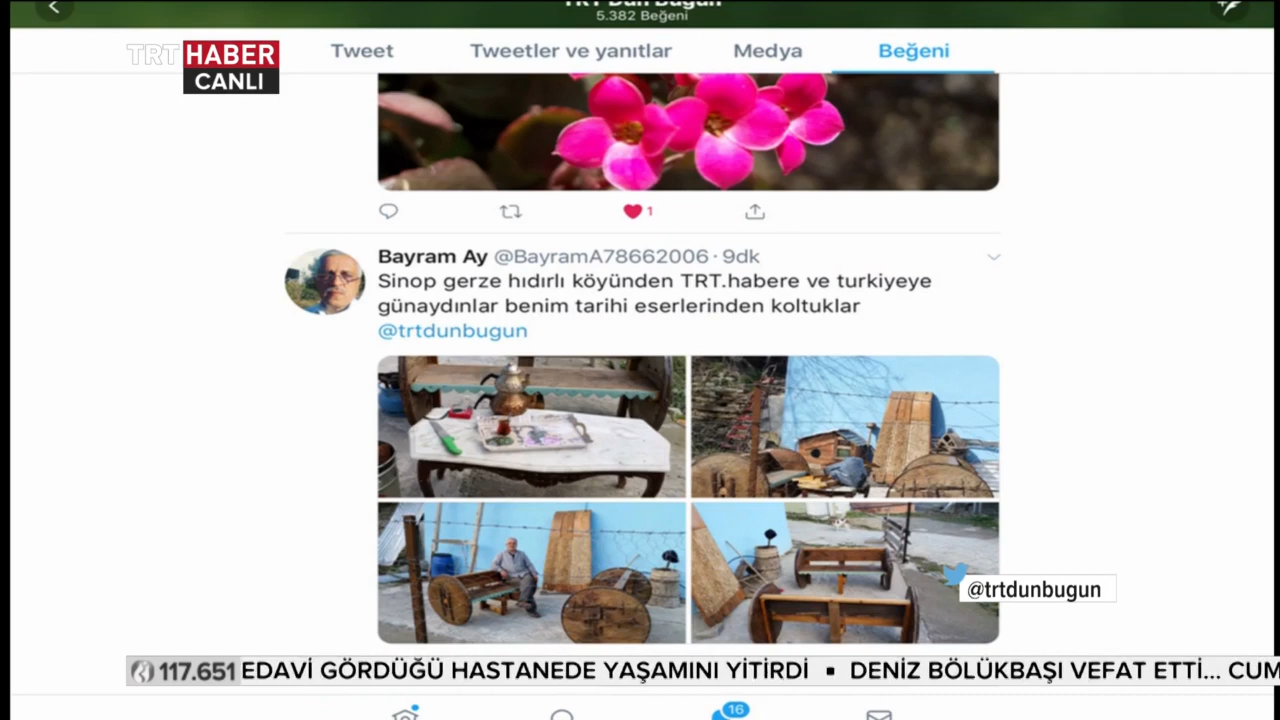 TRT Dün Bugün
5.382 Beğeni
TRT HABER
CANLI
Tweet Tweetler ve yanıtlar Medya Beğeni
1
Bayram Ay @BayramA78662006 · 9dk
Sinop gerze hıdırlı köyünden TRT.habere ve turkiyeye
günaydınlar benim tarihi eserlerinden koltuklar
@trtdunbugun
@trtdunbugun
117.651 EDAVİ GÖRDÜĞÜ HASTANEDE YAŞAMINI YİTİRDİ ▪ DENİZ BÖLÜKBAŞI VEFAT ETTİ... CUM
16